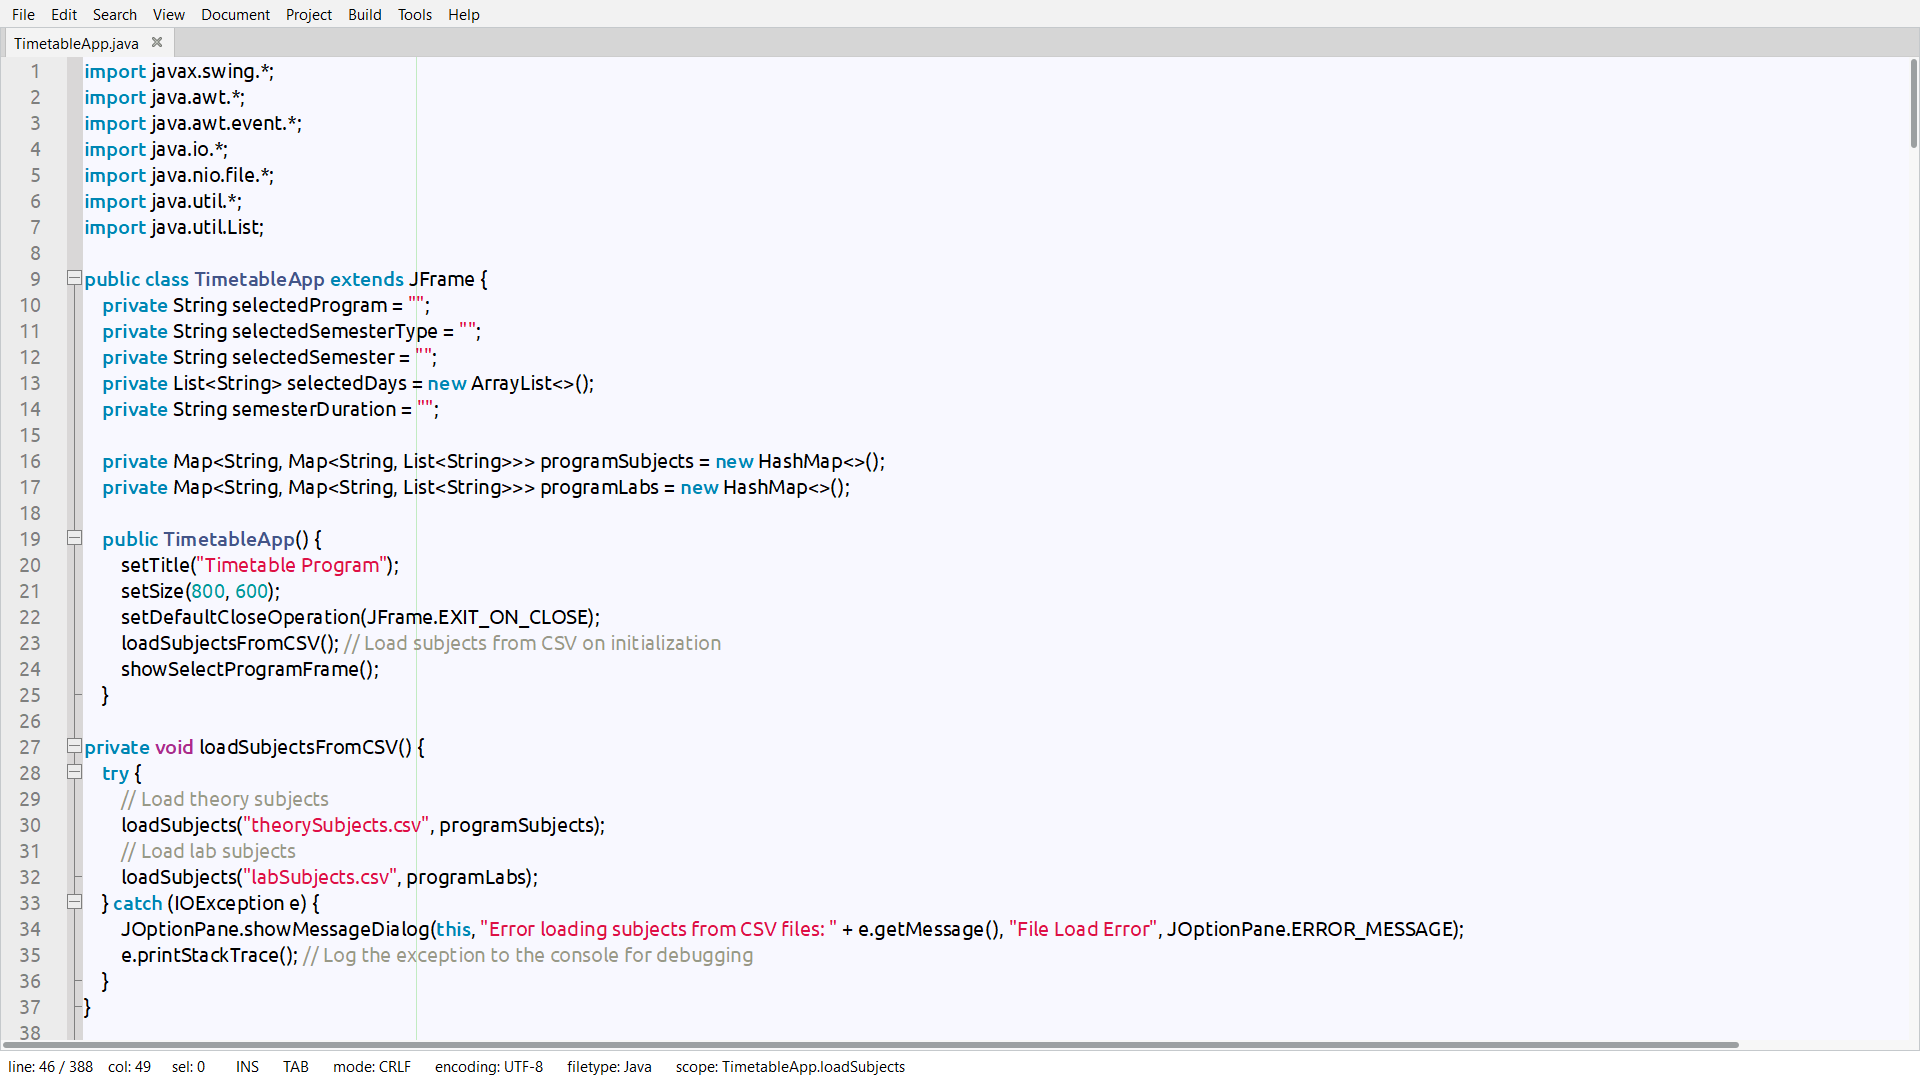 File Edit Search View Document Project Build Tools Help
TimetableApp.java
1 import javax.swing.*;
2 import java.awt.*;
3 import java.awt.event.*;
4 import java.io.*;
5 import java.nio.file.*;
6 import java.util.*;
7 import java.util.List;
8
9 public class TimetableApp extends JFrame {
10 private String selectedProgram = "";
11 private String selectedSemesterType = "";
12 private String selectedSemester = "";
13 private List<String> selectedDays = new ArrayList<>();
14 private String semesterDuration = "";
15
16 private Map<String, Map<String, List<String>>> programSubjects = new HashMap<>();
17 private Map<String, Map<String, List<String>>> programLabs = new HashMap<>();
18
19 public TimetableApp() {
20 setTitle("Timetable Program");
21 setSize(800, 600);
22 setDefaultCloseOperation(JFrame.EXIT_ON_CLOSE);
23 loadSubjectsFromCSV(); // Load subjects from CSV on initialization
24 showSelectProgramFrame();
25 }
26
27 private void loadSubjectsFromCSV() {
28 try {
29 // Load theory subjects
30 loadSubjects("theorySubjects.csv", programSubjects);
31 // Load lab subjects
32 loadSubjects("labSubjects.csv", programLabs);
33 } catch (IOException e) {
34 JOptionPane.showMessageDialog(this, "Error loading subjects from CSV files: " + e.getMessage(), "File Load Error", JOptionPane.ERROR_MESSAGE);
35 e.printStackTrace(); // Log the exception to the console for debugging
36 }
37 }
38
line: 46 / 388 col: 49 sel: 0 INS TAB mode: CRLF encoding: UTF-8 filetype: Java scope: TimetableApp.loadSubjects